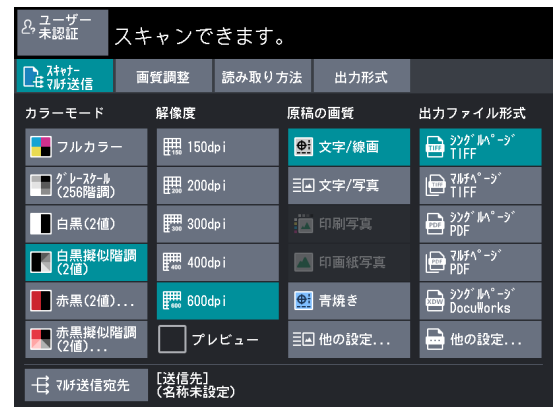 ユーザー
未認証
スキャンできます。
ｽｷｬﾅｰ
ﾏﾙﾁ送信
画質調整
読み取り方法
出力形式
カラーモード
解像度
原稿の画質
出力ファイル形式
フルカラー
150dpi
文字/線画
ｼﾝｸﾞﾙﾍﾟｰｼﾞ
TIFF
ｸﾞﾚｰｽｹｰﾙ
(256階調)
200dpi
文字/写真
ﾏﾙﾁﾍﾟｰｼﾞ
TIFF
白黒(2値)
300dpi
印刷写真
ｼﾝｸﾞﾙﾍﾟｰｼﾞ
PDF
白黒擬似階調
(2値)
400dpi
印画紙写真
ﾏﾙﾁﾍﾟｰｼﾞ
PDF
赤黒(2値)...
600dpi
青焼き
ｼﾝｸﾞﾙﾍﾟｰｼﾞ
DocuWorks
赤黒擬似階調
(2値)...
プレビュー
他の設定...
他の設定...
ﾏﾙﾁ送信宛先
[送信先]
(名称未設定)